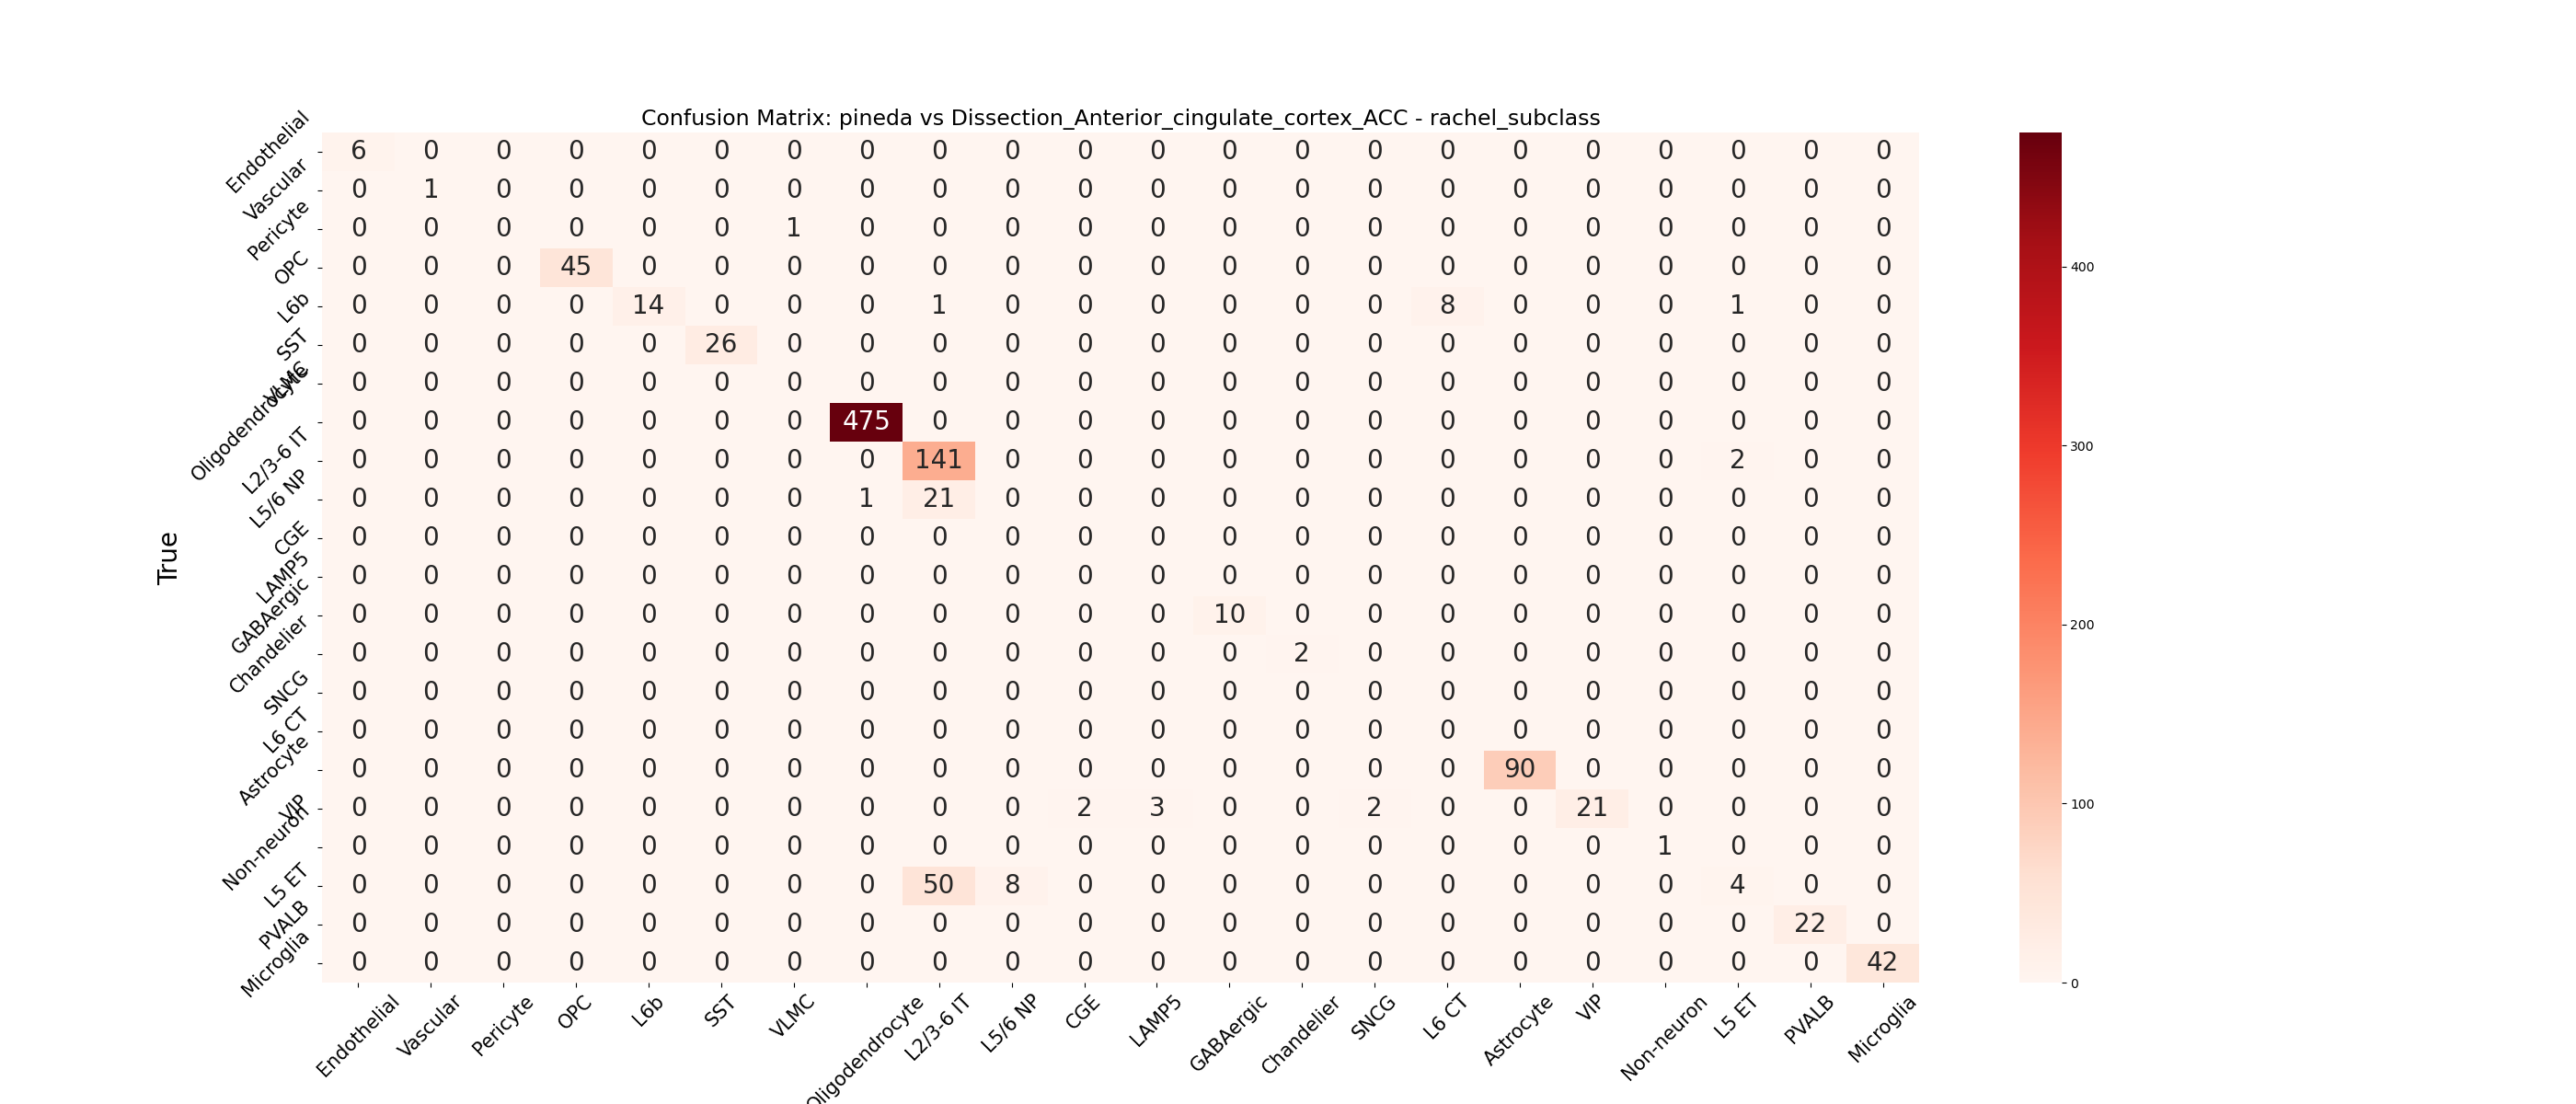 Confusion Matrix: pineda vs Dissection_Anterior_cingulate_cortex_ACC - rachel_subclass
Endothelial 6 0 0 0 0 0 0 0 0 0 0 0 0 0 0 0 0 0 0 0 0 0
Vascular 0 1 0 0 0 0 0 0 0 0 0 0 0 0 0 0 0 0 0 0 0 0
Pericyte 0 0 0 0 0 0 1 0 0 0 0 0 0 0 0 0 0 0 0 0 0 0
OPC 0 0 0 45 0 0 0 0 0 0 0 0 0 0 0 0 0 0 0 0 0 0
L6b 0 0 0 0 14 0 0 0 1 0 0 0 0 0 0 8 0 0 0 1 0 0
SST 0 0 0 0 0 26 0 0 0 0 0 0 0 0 0 0 0 0 0 0 0 0
VLMC 0 0 0 0 0 0 0 0 0 0 0 0 0 0 0 0 0 0 0 0 0 0
Oligodendrocyte 0 0 0 0 0 0 0 475 0 0 0 0 0 0 0 0 0 0 0 0 0 0
L2/3-6 IT 0 0 0 0 0 0 0 0 141 0 0 0 0 0 0 0 0 0 0 2 0 0
L5/6 NP 0 0 0 0 0 0 0 1 21 0 0 0 0 0 0 0 0 0 0 0 0 0
CGE 0 0 0 0 0 0 0 0 0 0 0 0 0 0 0 0 0 0 0 0 0 0
LAMP5 0 0 0 0 0 0 0 0 0 0 0 0 0 0 0 0 0 0 0 0 0 0
GABAergic 0 0 0 0 0 0 0 0 0 0 0 0 10 0 0 0 0 0 0 0 0 0
Chandelier 0 0 0 0 0 0 0 0 0 0 0 0 0 2 0 0 0 0 0 0 0 0
SNCG 0 0 0 0 0 0 0 0 0 0 0 0 0 0 0 0 0 0 0 0 0 0
L6 CT 0 0 0 0 0 0 0 0 0 0 0 0 0 0 0 0 0 0 0 0 0 0
Astrocyte 0 0 0 0 0 0 0 0 0 0 0 0 0 0 0 0 90 0 0 0 0 0
VIP 0 0 0 0 0 0 0 0 0 0 2 3 0 0 2 0 0 21 0 0 0 0
Non-neuron 0 0 0 0 0 0 0 0 0 0 0 0 0 0 0 0 0 0 1 0 0 0
L5 ET 0 0 0 0 0 0 0 0 50 8 0 0 0 0 0 0 0 0 0 4 0 0
PVALB 0 0 0 0 0 0 0 0 0 0 0 0 0 0 0 0 0 0 0 0 22 0
Microglia 0 0 0 0 0 0 0 0 0 0 0 0 0 0 0 0 0 0 0 0 0 42
True
Endothelial Vascular Pericyte OPC L6b SST VLMC Oligodendrocyte L2/3-6 IT L5/6 NP CGE LAMP5 GABAergic Chandelier SNCG L6 CT Astrocyte VIP Non-neuron L5 ET PVALB Microglia
400
300
200
100
0